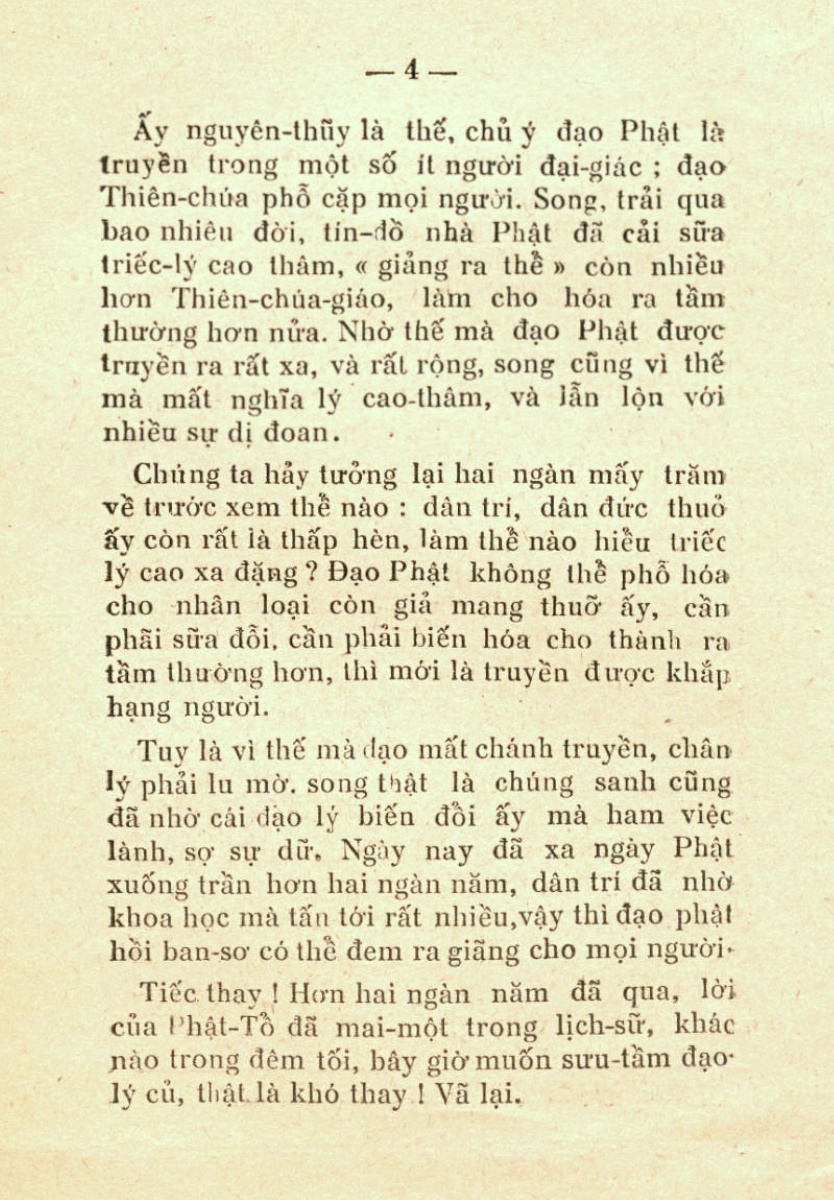 — 4 —
Ấy nguyên-thũy là thế, chủ ý đạo Phật là
truyền trong một số ít người đại-giác ; đạo
Thiên-chúa phổ cặp mọi người. Song, trải qua
bao nhiêu đời, tín-đồ nhà Phật đã cải sữa
triếc-lý cao thâm, « giảng ra thề » còn nhiều
hơn Thiên-chúa-giáo, làm cho hóa ra tầm
thường hơn nửa. Nhờ thế mà đạo Phật được
truyền ra rất xa, và rất rộng, song cũng vì thế
mà mất nghĩa lý cao-thâm, và lẫn lộn với
nhiều sự dị đoan.
Chúng ta hảy tưởng lại hai ngàn mấy trăm
về trước xem thế nào : dân trí, dân đức thuở
ấy còn rất là thấp hèn, làm thế nào hiểu triếc
lý cao xa đặng ? Đạo Phật không thể phổ hóa
cho nhân loại còn giả mang thuỡ ấy, cần
phãi sữa đỗi, cần phải biến hóa cho thành ra
tầm thường hơn, thì mới là truyền được khắp
hạng người.
Tuy là vì thế mà đạo mất chánh truyền, chân
lý phải lu mờ. song thật là chúng sanh cũng
đã nhờ cái đạo lý biến đổi ấy mà ham việc
lành, sợ sự dữ. Ngày nay đã xa ngày Phật
xuống trần hơn hai ngàn năm, dân trí đã nhờ
khoa học mà tấn tới rất nhiều,vậy thì đạo phật
hồi ban-sơ có thể đem ra giãng cho mọi người.
Tiếc thay ! Hơn hai ngàn năm đã qua, lời
của Phật-Tổ đã mai-một trong lịch-sử, khác
nào trong đêm tối, bây giờ muốn sưu-tầm đạo
lý củ, thật là khó thay ! Vã lại.